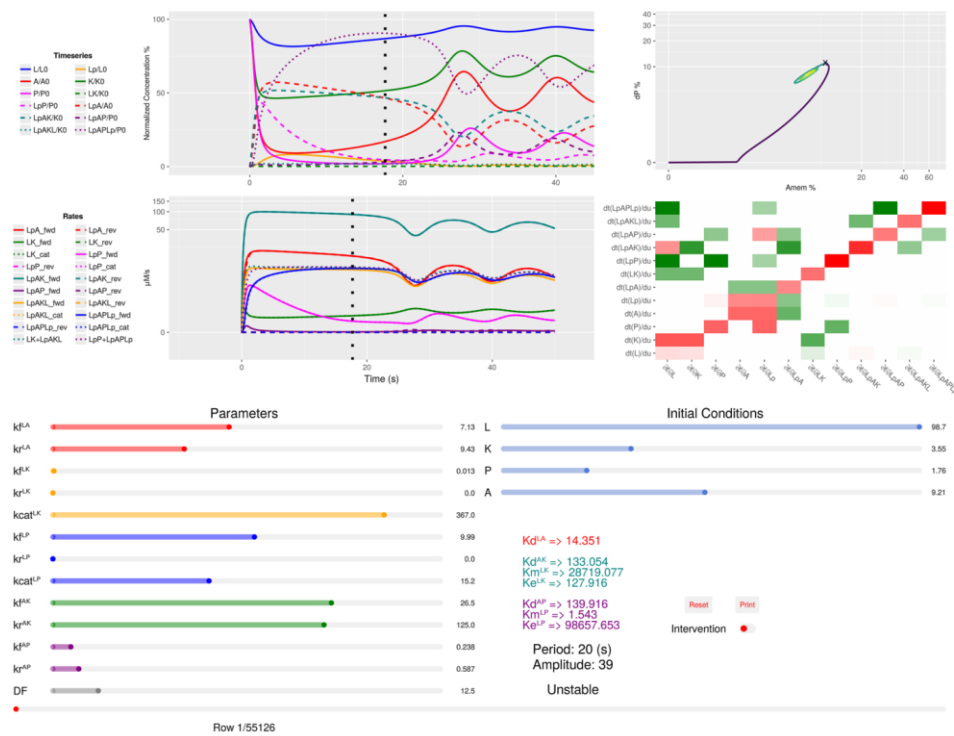 Timeseries
L/L0 Lp/L0
A/A0 K/K0
P/P0 LK/K0
LpP/P0 LpA/A0
LpAK/K0 LpAP/P0
LpAKL/K0 LpAPLp/P0
Normalized Concentration %
100
50
0
0 20 40
dP %
40
30
20
10
0
0 10 20 30 40 60
Amem %
Rates
LpA_fwd LpA_rev
LK_fwd LK_rev
LK_cat LpP_fwd
LpP_rev LpP_cat
LpAK_fwd LpAK_rev
LpAP_fwd LpAP_rev
LpAKL_fwd LpAKL_rev
LpAKL_cat LpAPLp_fwd
LpAPLp_rev LpAPLp_cat
LK+LpAKL LpP+LpAPLp
µM/s
150
100
50
0
0 20 40
Time (s)
dt(LpAPLp)/du
dt(LpAKL)/du
dt(LpAP)/du
dt(LpAK)/du
dt(LpP)/du
dt(LK)/du
dt(LpA)/du
dt(Lp)/du
dt(A)/du
dt(P)/du
dt(K)/du
dt(L)/du
Parameters
kf^LA 7.13
kr^LA 9.43
kf^LK 0.013
kr^LK 0.0
kcat^LK 367.0
kf^LP 9.99
kr^LP 0.0
kcat^LP 15.2
kf^AK 26.5
kr^AK 125.0
kf^AP 0.238
kr^AP 0.587
DF 12.5
Row 1/55126
Initial Conditions
L 98.7
K 3.55
P 1.76
A 9.21
Kd^LA => 14.351
Kd^AK => 133.054
Km^LK => 28719.077
Ke^LK => 127.916
Kd^AP => 139.916
Km^LP => 1.543
Ke^LP => 98657.653
Reset Print
Intervention
Period: 20 (s)
Amplitude: 39
Unstable